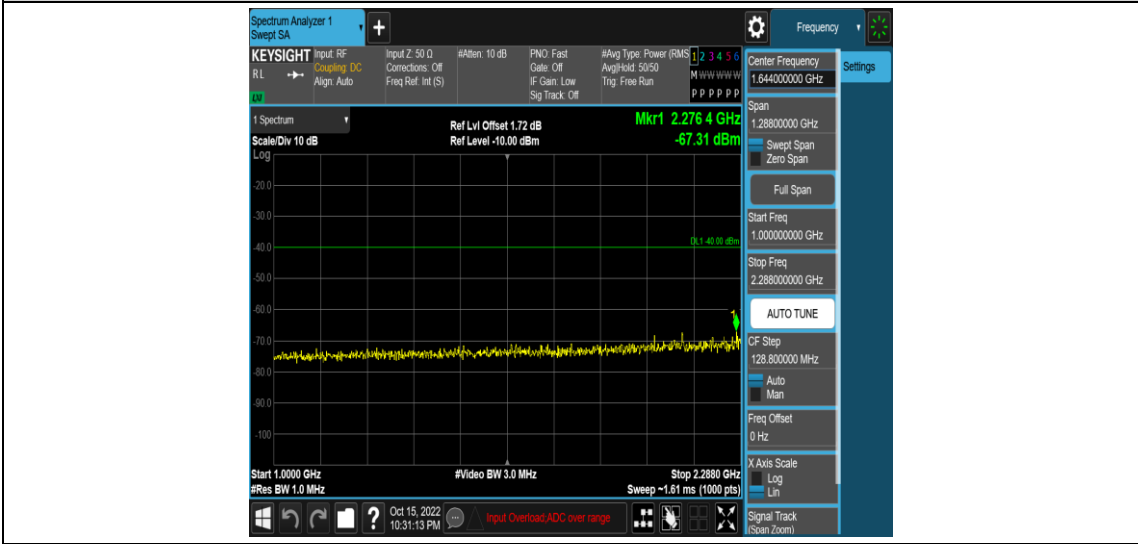 Spectrum Analyzer 1
Swept SA
+
Frequency
KEYSIGHT
RL
Input: RF
Coupling: DC
Align: Auto
Input Z: 50 Ω
Corrections: Off
Freq Ref: Int (S)
#Atten: 10 dB
PNO: Fast
Gate: Off
IF Gain: Low
Sig Track: Off
#Avg Type: Power (RMS
Avg|Hold: 50/50
Trig: Free Run
1 2 3 4 5 6
M W W W W W
P P P P P P
1 Spectrum
Scale/Div 10 dB
Ref Lvl Offset 1.72 dB
Ref Level -10.00 dBm
Mkr1 2.276 4 GHz
-67.31 dBm
Log
-20.0
-30.0
DL1 -40.00 dBm
-40.0
-50.0
-60.0
1
-70.0
-80.0
-90.0
-100
Start 1.0000 GHz
#Res BW 1.0 MHz
#Video BW 3.0 MHz
Stop 2.2880 GHz
Sweep ~1.61 ms (1000 pts)
?
Oct 15, 2022
10:31:13 PM
Input Overload;ADC over range
Center Frequency
1.644000000 GHz
Settings
Span
1.28800000 GHz
Swept Span
Zero Span
Full Span
Start Freq
1.000000000 GHz
Stop Freq
2.288000000 GHz
AUTO TUNE
CF Step
128.800000 MHz
Auto
Man
Freq Offset
0 Hz
X Axis Scale
Log
Lin
Signal Track
(Span Zoom)